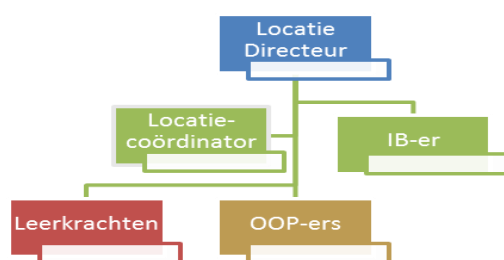 Locatie
Directeur
Locatie-
coördinator
IB-er
Leerkrachten
OOP-ers